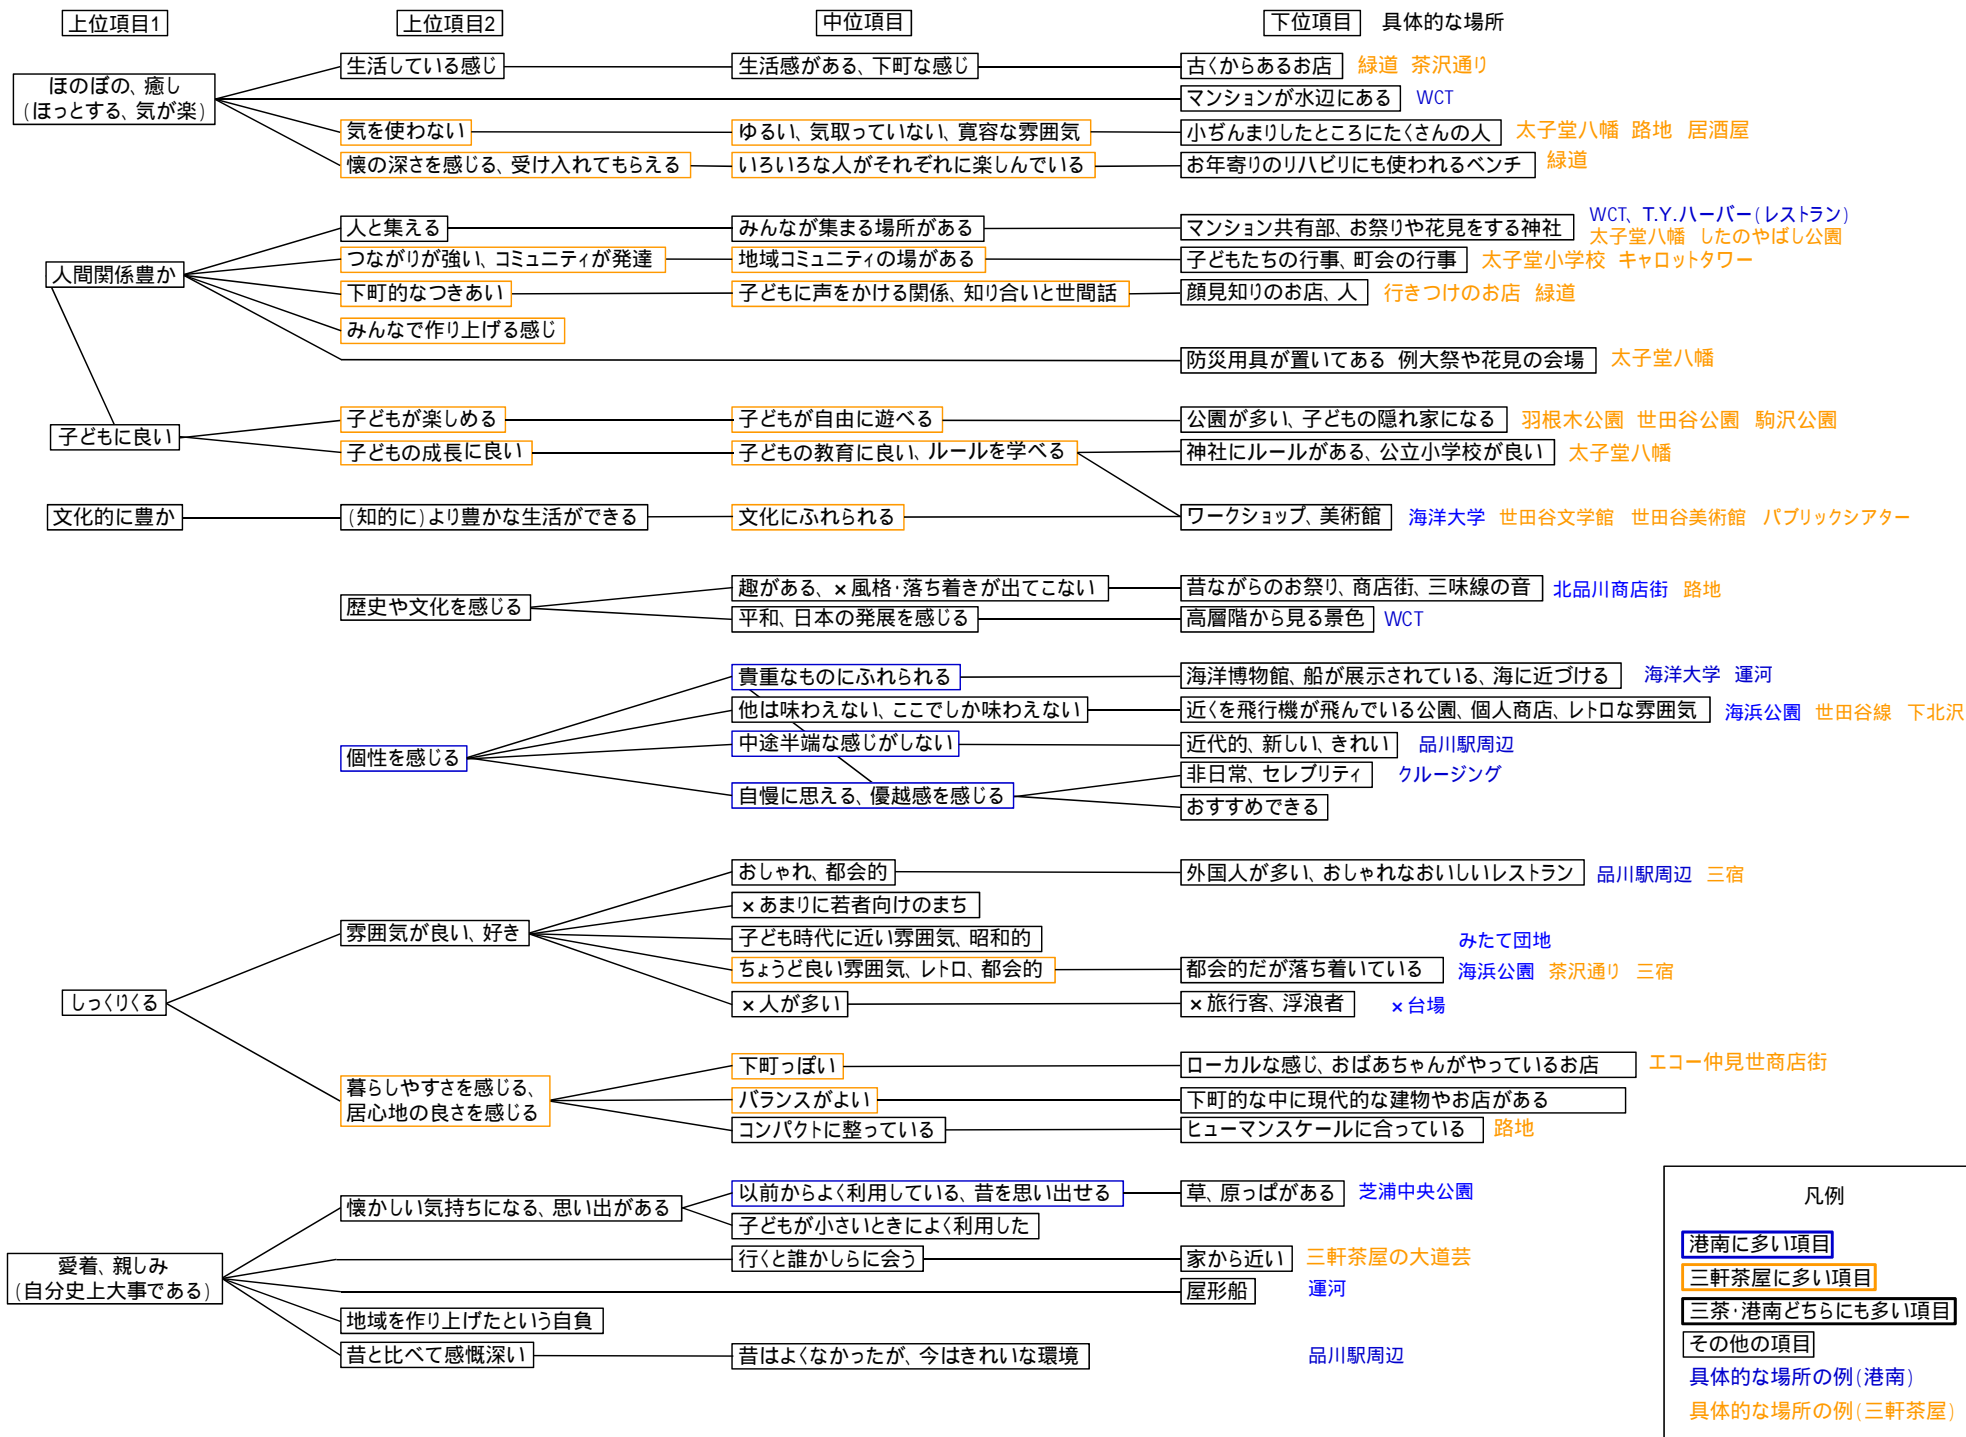 上位項目1 上位項目2 中位項目 下位項目 具体的な場所
ほのぼの、癒し
(ほっとする、気が楽)
生活している感じ 生活感がある、下町な感じ 古くからあるお店 緑道 茶沢通り
マンションが水辺にある WCT
気を使わない ゆるい、気取っていない、寛容な雰囲気 小ぢんまりしたところにたくさんの人 太子堂八幡 路地 居酒屋
懐の深さを感じる、受け入れてもらえる いろいろな人がそれぞれに楽しんでいる お年寄りのリハビリにも使われるベンチ 緑道
人間関係豊か
人と集える みんなが集まる場所がある マンション共有部、お祭りや花見をする神社 WCT、T.Y.ハーバー(レストラン)
太子堂八幡 したのやばし公園
つながりが強い、コミュニティが発達 地域コミュニティの場がある 子どもたちの行事、町会の行事 太子堂小学校 キャロットタワー
下町的なつきあい 子どもに声をかける関係、知り合いと世間話 顔見知りのお店、人 行きつけのお店 緑道
みんなで作り上げる感じ
防災用具が置いてある 例大祭や花見の会場 太子堂八幡
子どもに良い
子どもが楽しめる 子どもが自由に遊べる 公園が多い、子どもの隠れ家になる 羽根木公園 世田谷公園 駒沢公園
子どもの成長に良い 子どもの教育に良い、ルールを学べる 神社にルールがある、公立小学校が良い 太子堂八幡
文化的に豊か (知的に)より豊かな生活ができる 文化にふれられる ワークショップ、美術館 海洋大学 世田谷文学館 世田谷美術館 パブリックシアター
歴史や文化を感じる
趣がある、×風格・落ち着きが出てこない 昔ながらのお祭り、商店街、三味線の音 北品川商店街 路地
平和、日本の発展を感じる 高層階から見る景色 WCT
個性を感じる
貴重なものにふれられる 海洋博物館、船が展示されている、海に近づける 海洋大学 運河
他は味わえない、ここでしか味わえない 近くを飛行機が飛んでいる公園、個人商店、レトロな雰囲気 海浜公園 世田谷線 下北沢
中途半端な感じがしない 近代的、新しい、きれい 品川駅周辺
非日常、セレブリティ クルージング
自慢に思える、優越感を感じる
おすすめできる
しっくりくる
雰囲気が良い、好き
おしゃれ、都会的 外国人が多い、おしゃれなおいしいレストラン 品川駅周辺 三宿
×あまりに若者向けのまち
子ども時代に近い雰囲気、昭和的 みたて団地
ちょうど良い雰囲気、レトロ、都会的 都会的だが落ち着いている 海浜公園 茶沢通り 三宿
×人が多い ×旅行客、浮浪者 ×台場
暮らしやすさを感じる、
居心地の良さを感じる
下町っぽい ローカルな感じ、おばあちゃんがやっているお店 エコー仲見世商店街
バランスがよい 下町的な中に現代的な建物やお店がある
コンパクトに整っている ヒューマンスケールに合っている 路地
愛着、親しみ
(自分史上大事である)
懐かしい気持ちになる、思い出がある
以前からよく利用している、昔を思い出せる 草、原っぱがある 芝浦中央公園
子どもが小さいときによく利用した
行くと誰かしらに会う 家から近い 三軒茶屋の大道芸
屋形船 運河
地域を作り上げたという自負
昔と比べて感慨深い 昔はよくなかったが、今はきれいな環境 品川駅周辺
凡例
港南に多い項目
三軒茶屋に多い項目
三茶・港南どちらにも多い項目
その他の項目
具体的な場所の例(港南)
具体的な場所の例(三軒茶屋)